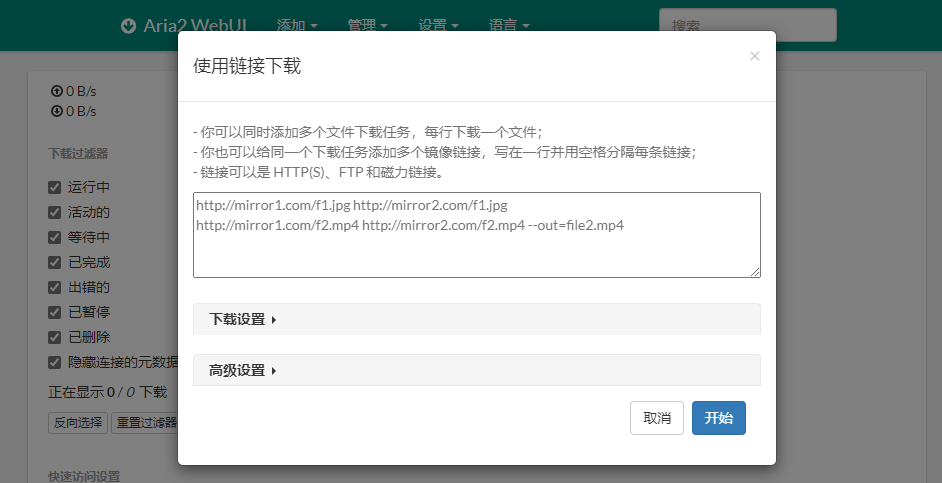 Aria2 WebUI 添加 管理 设置 语言 搜索
使用链接下载 ×
0 B/s
0 B/s
下载过滤器
运行中
活动的
等待中
已完成
出错的
已暂停
已删除
隐藏连接的元数据
正在显示 0 / 0 下载
反向选择 重置过滤器
快速访问设置
- 你可以同时添加多个文件下载任务，每行下载一个文件；
- 你也可以给同一个下载任务添加多个镜像链接，写在一行并用空格分隔每条链接；
- 链接可以是 HTTP(S)、FTP 和磁力链接。
http://mirror1.com/f1.jpg http://mirror2.com/f1.jpg
http://mirror1.com/f2.mp4 http://mirror2.com/f2.mp4 --out=file2.mp4
下载设置
高级设置
取消 开始